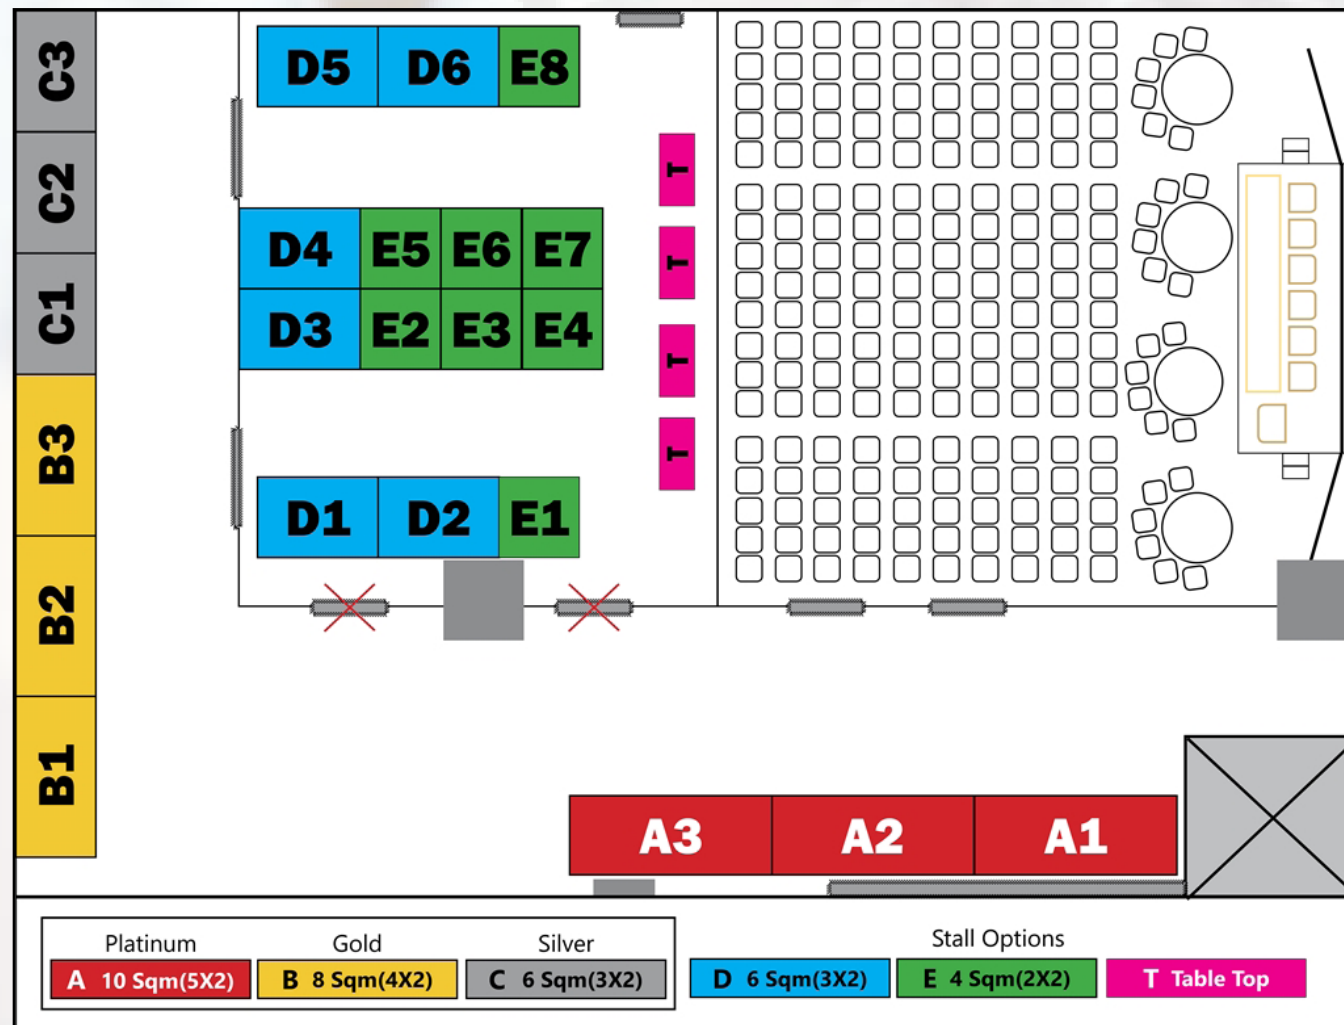 C3
D5 D6 E8
C2
T
D4 E5 E6 E7
T
C1
D3 E2 E3 E4
T
B3
T
D1 D2 E1
B2
B1
A3 A2 A1
Platinum Gold Silver
A 10 Sqm(5X2) B 8 Sqm(4X2) C 6 Sqm(3X2)
Stall Options
D 6 Sqm(3X2) E 4 Sqm(2X2) T Table Top